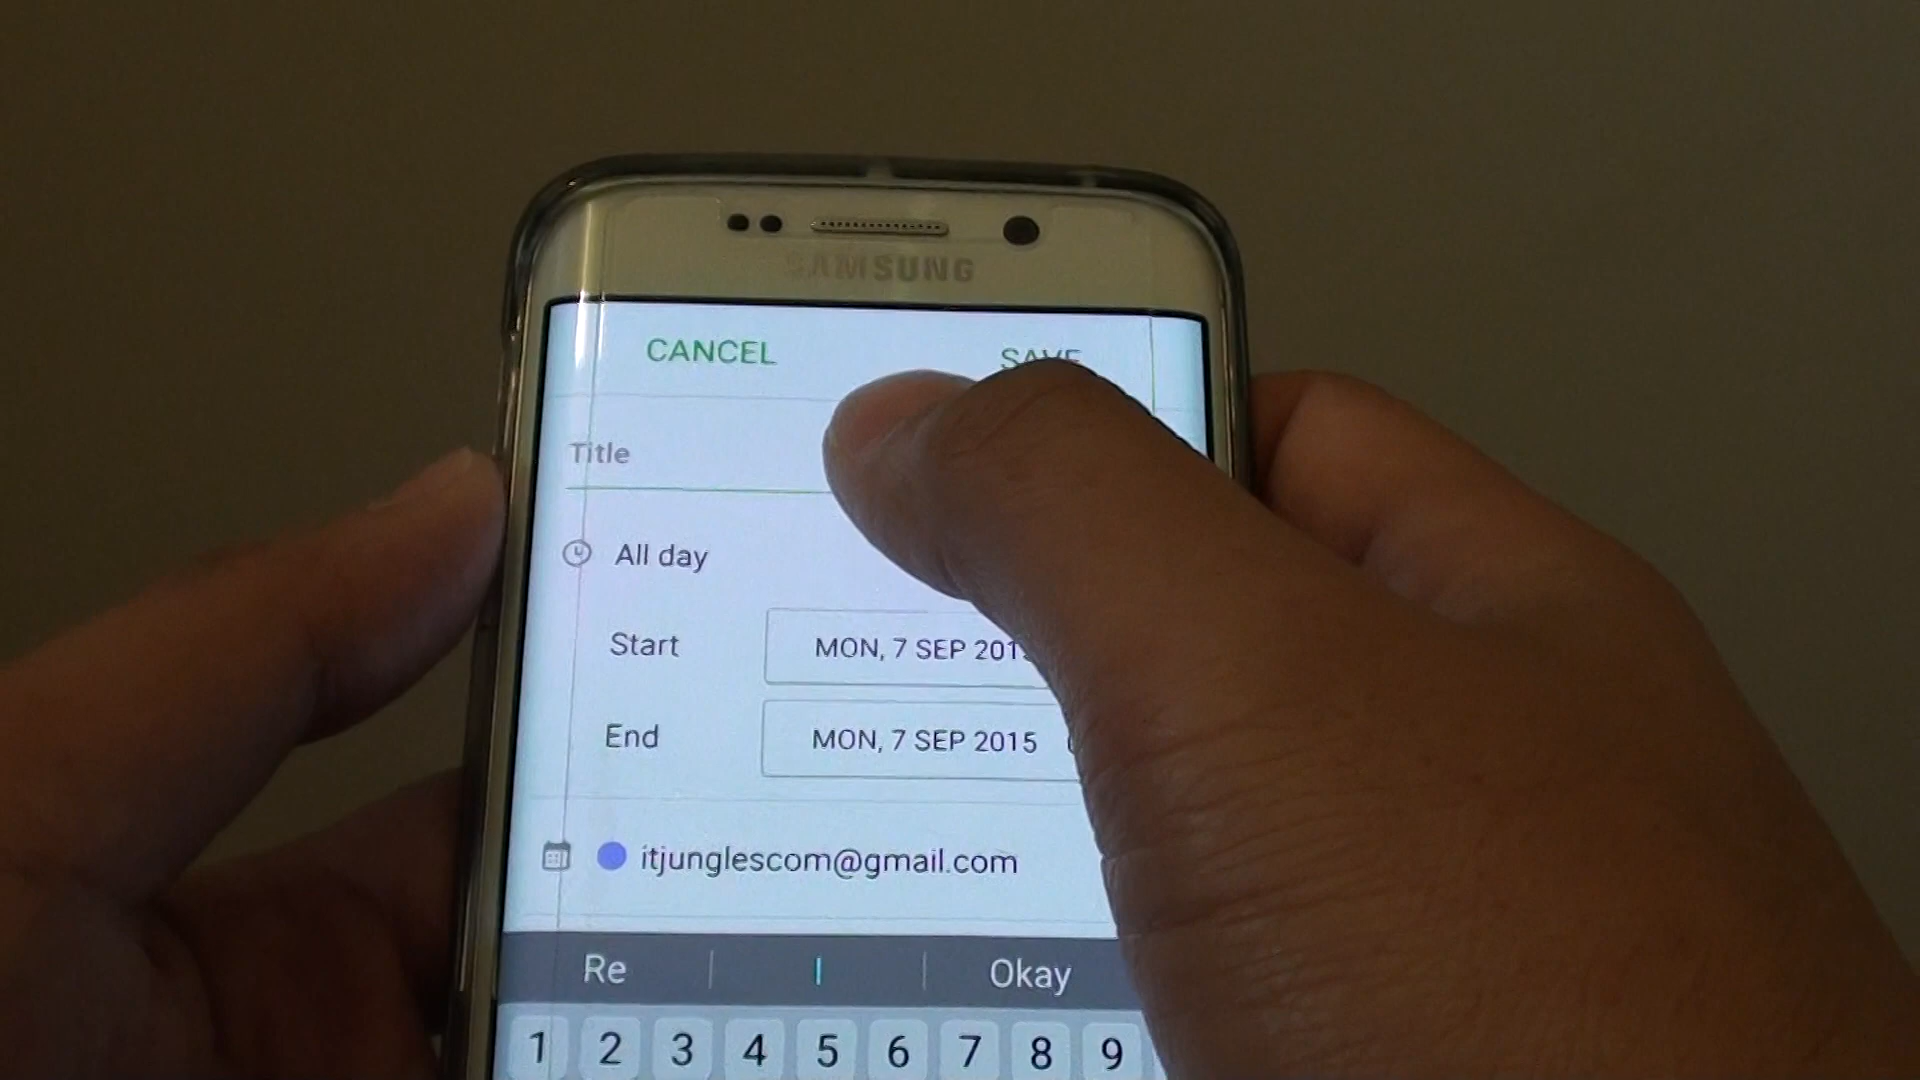 SAMSUNG
CANCEL SAVE
Title
All day
Start MON, 7 SEP 201
End MON, 7 SEP 2015
itjunglescom@gmail.com
Re I Okay
1 2 3 4 5 6 7 8 9